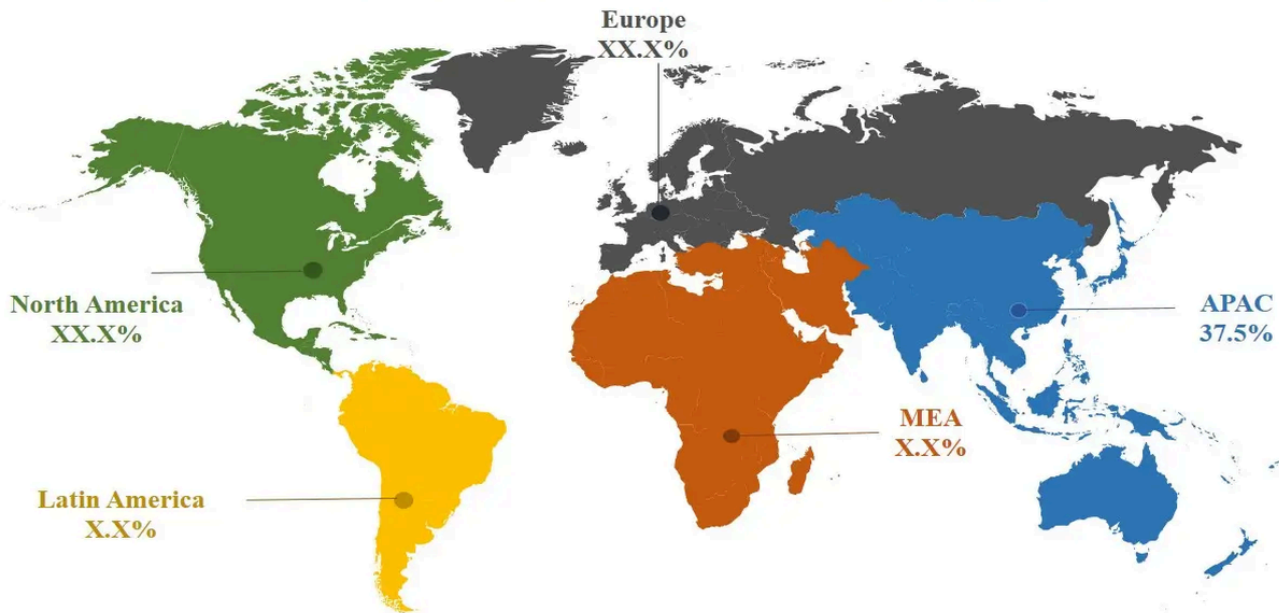 Europe
XX.X%
North America
XX.X%
APAC
37.5%
MEA
X.X%
Latin America
X.X%